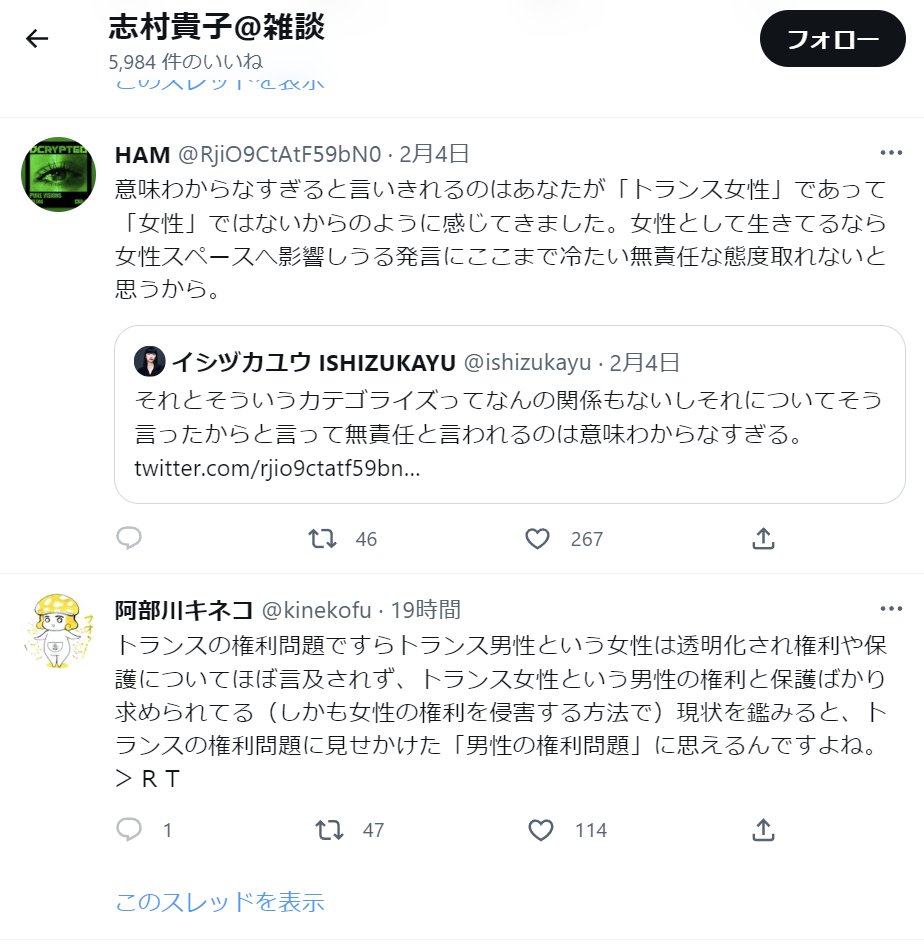 志村貴子@雑談
5,984 件のいいね
フォロー
このスレッドを表示
HAM @RjiO9CtAtF59bN0 · 2月4日
意味わからなすぎると言いきれるのはあなたが「トランス女性」であって
「女性」ではないからのように感じてきました。女性として生きてるなら
女性スペースへ影響しうる発言にここまで冷たい無責任な態度取れないと
思うから。
イシヅカユウ ISHIZUKAYU @ishizukayu · 2月4日
それとそういうカテゴライズってなんの関係もないしそれについてそう
言ったからと言って無責任と言われるのは意味わからなすぎる。
twitter.com/rjio9ctatf59bn…
46
267
阿部川キネコ @kinekofu · 19時間
トランスの権利問題ですらトランス男性という女性は透明化され権利や保
護についてほぼ言及されず、トランス女性という男性の権利と保護ばかり
求められてる（しかも女性の権利を侵害する方法で）現状を鑑みると、ト
ランスの権利問題に見せかけた「男性の権利問題」に思えるんですよね。
＞ＲＴ
1
47
114
このスレッドを表示